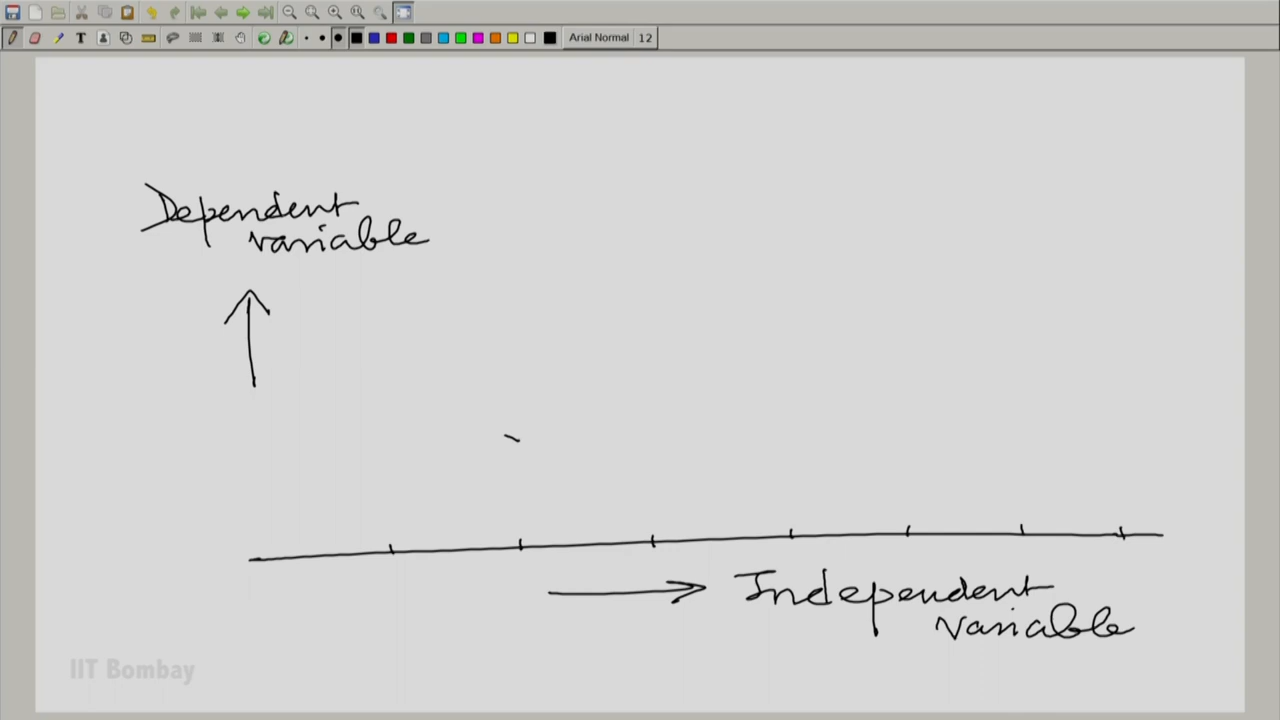 Arial Normal 12
Dependent
variable
Independent
variable
IIT Bombay